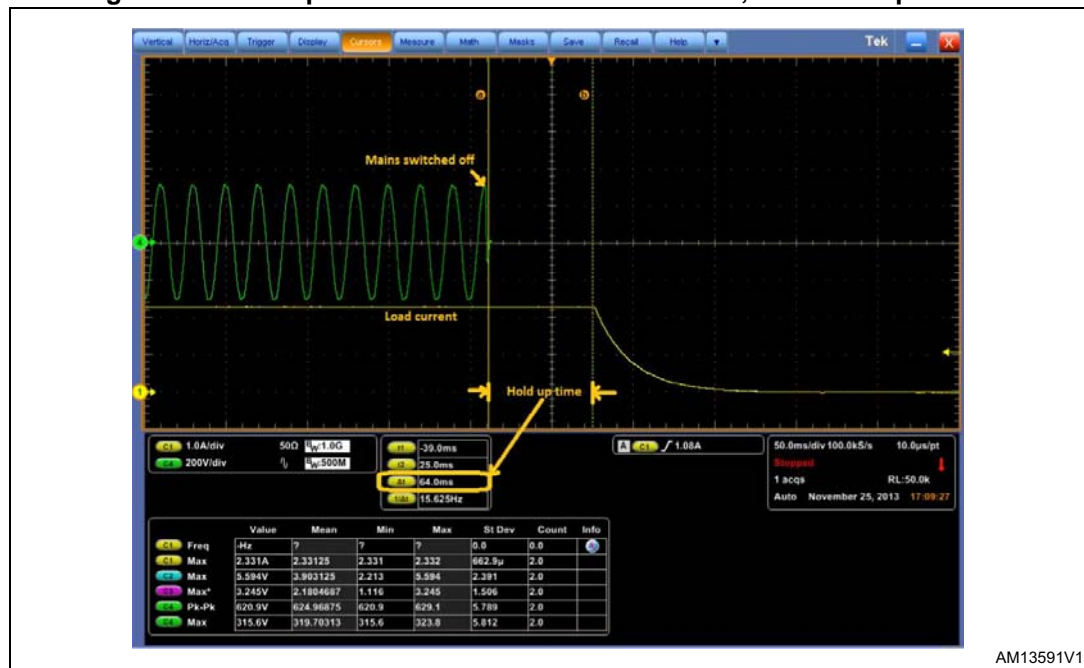 Vertical Horiz/Acq Trigger Display Cursors Measure Math Masks Save Recall Help Tek X
a b
Mains switched off
4
Load current
Hold up time
1
C1 1.0A/div 50Ω BW:1.0G
C4 200V/div BW:500M
t1 -39.0ms
t2 25.0ms
Δt 64.0ms
1/Δt 15.625Hz
A C1 1.08A
50.0ms/div 100.0kS/s 10.0µs/pt
Stopped
1 acqs RL:50.0k
Auto November 25, 2013 17:09:27
Value Mean Min Max St Dev Count Info
C1 Freq -Hz ? ? ? 0.0 0.0
C1 Max 2.331A 2.33125 2.331 2.332 662.9µ 2.0
C2 Max 5.594V 3.903125 2.213 5.594 2.391 2.0
C3 Max* 3.245V 2.1804687 1.116 3.245 1.506 2.0
C4 Pk-Pk 620.9V 624.96875 620.9 629.1 5.789 2.0
C4 Max 315.6V 319.70313 315.6 323.8 5.812 2.0
AM13591V1